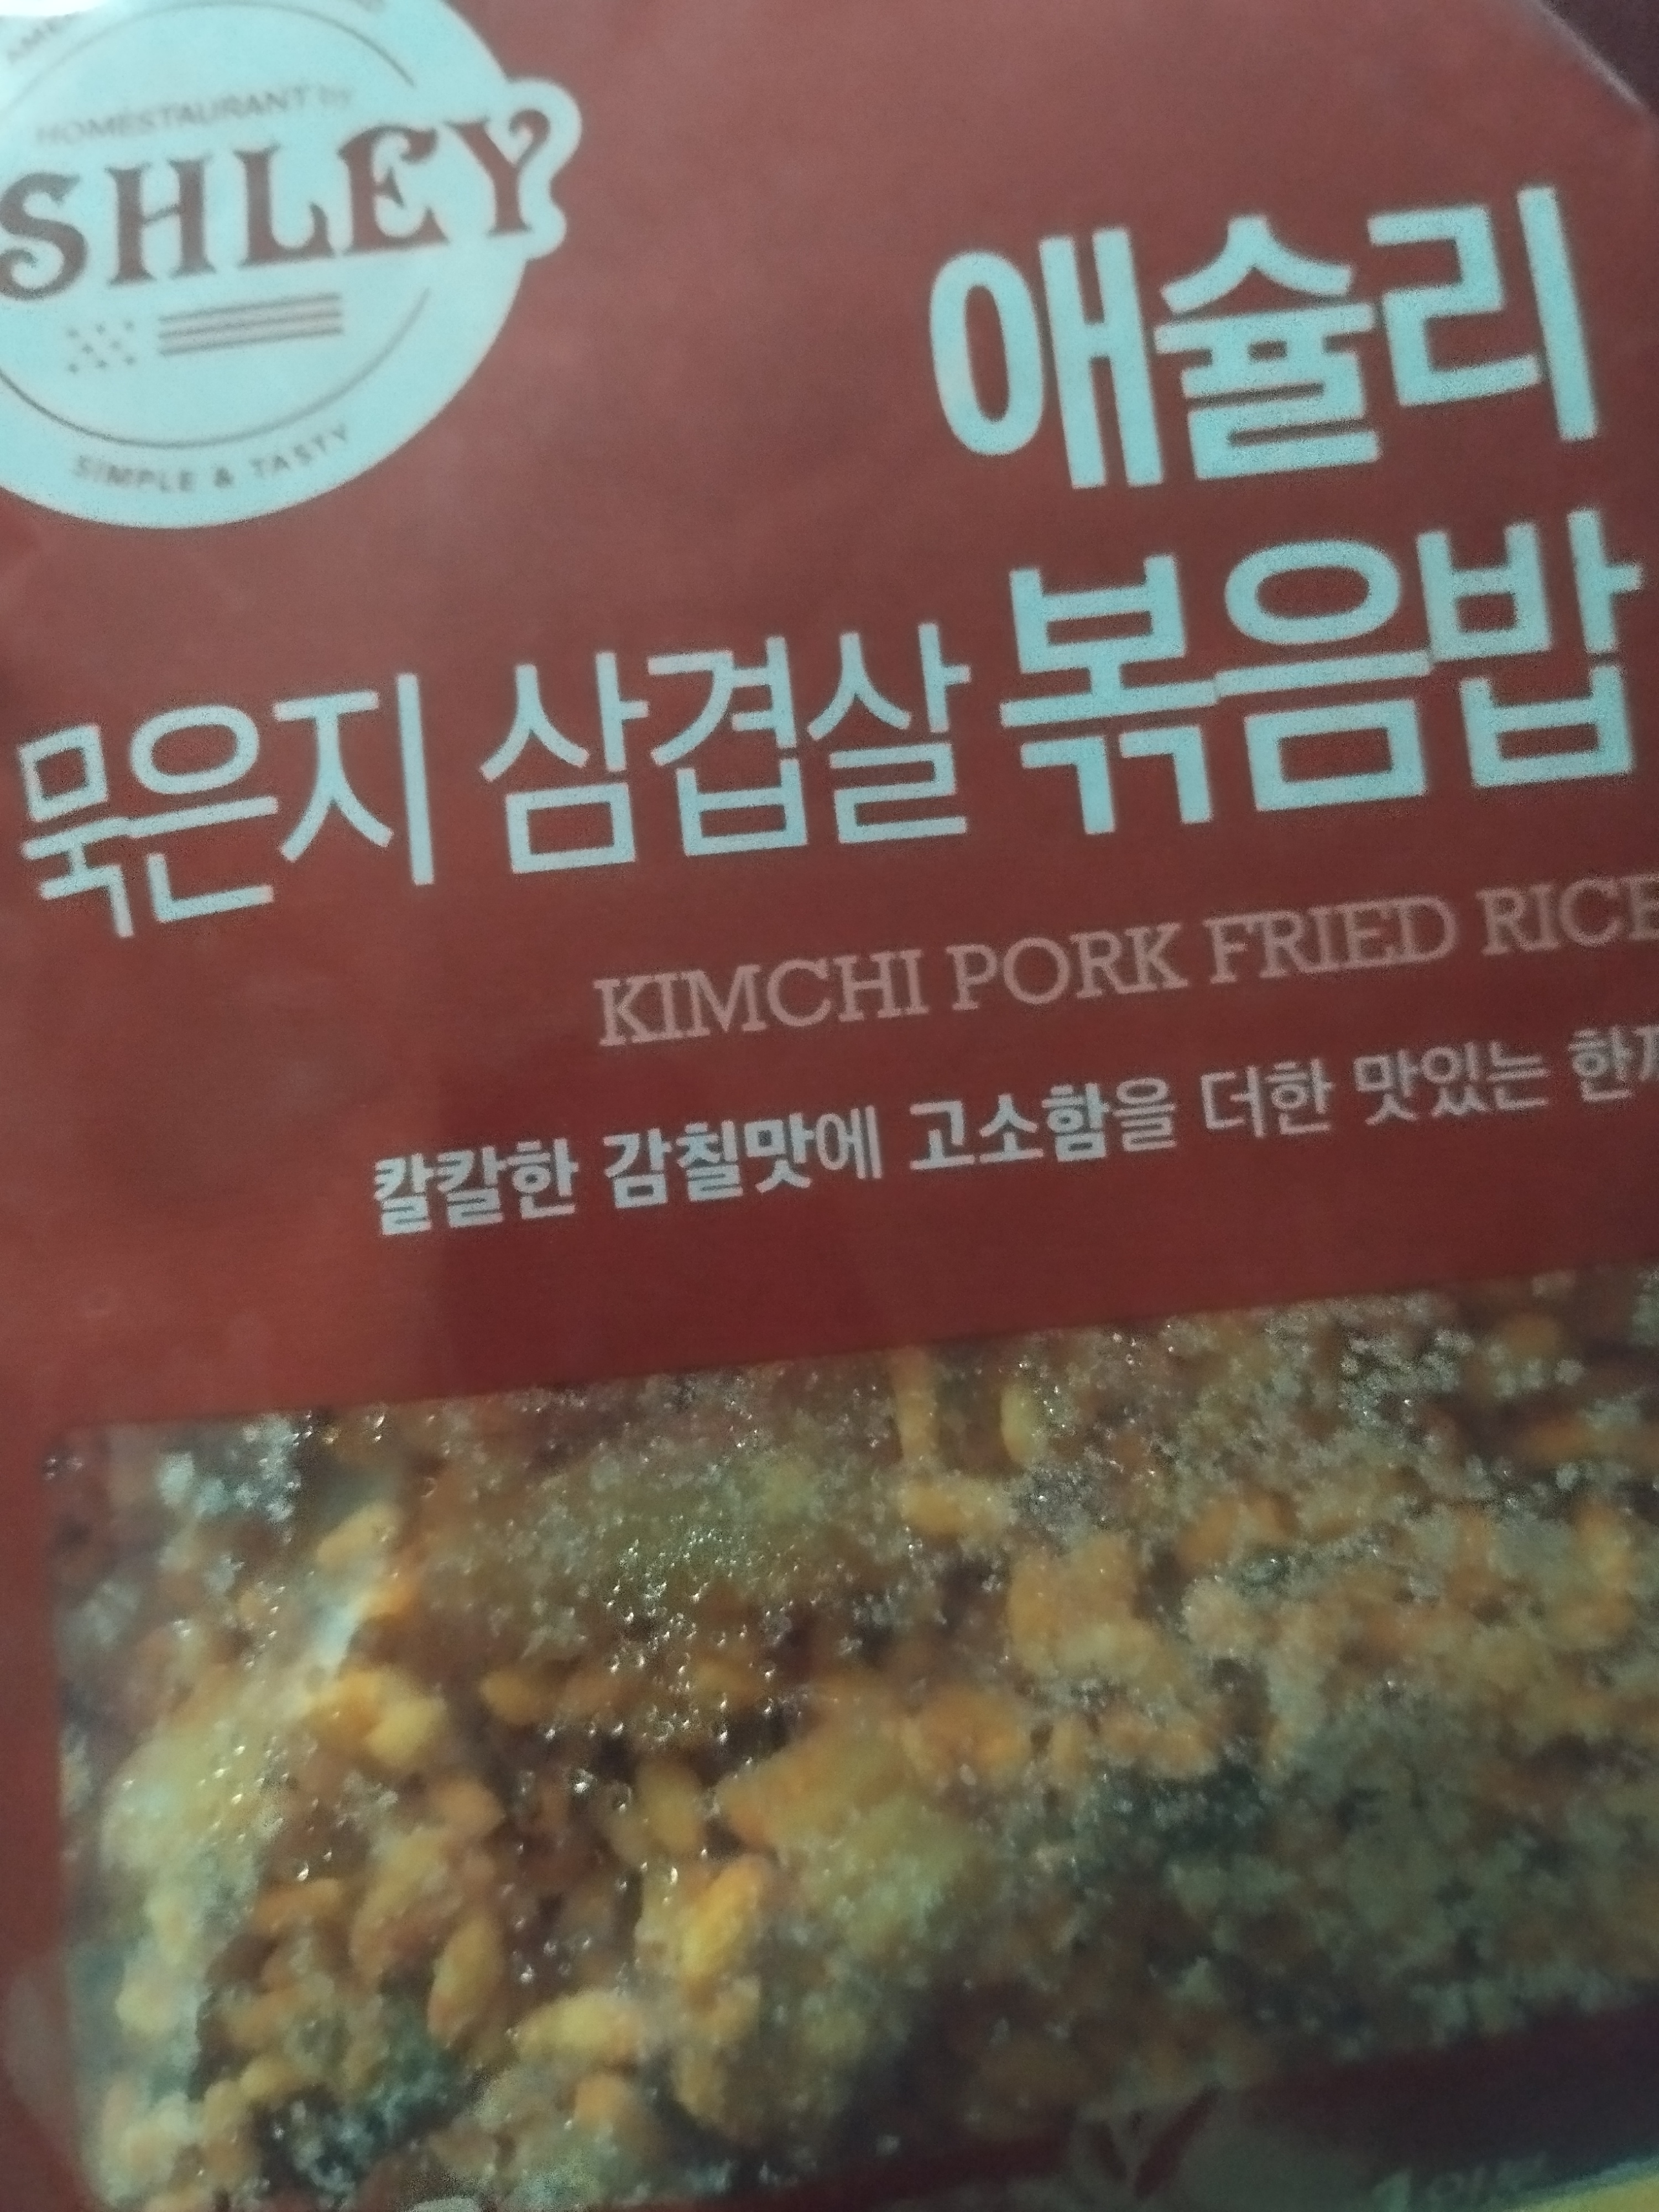 HOMESTAURANT by
SHLEY
SIMPLE & TASTY
애슐리
묵은지 삼겹살 볶음밥
KIMCHI PORK FRIED RICE
칼칼한 감칠맛에 고소함을 더한 맛있는